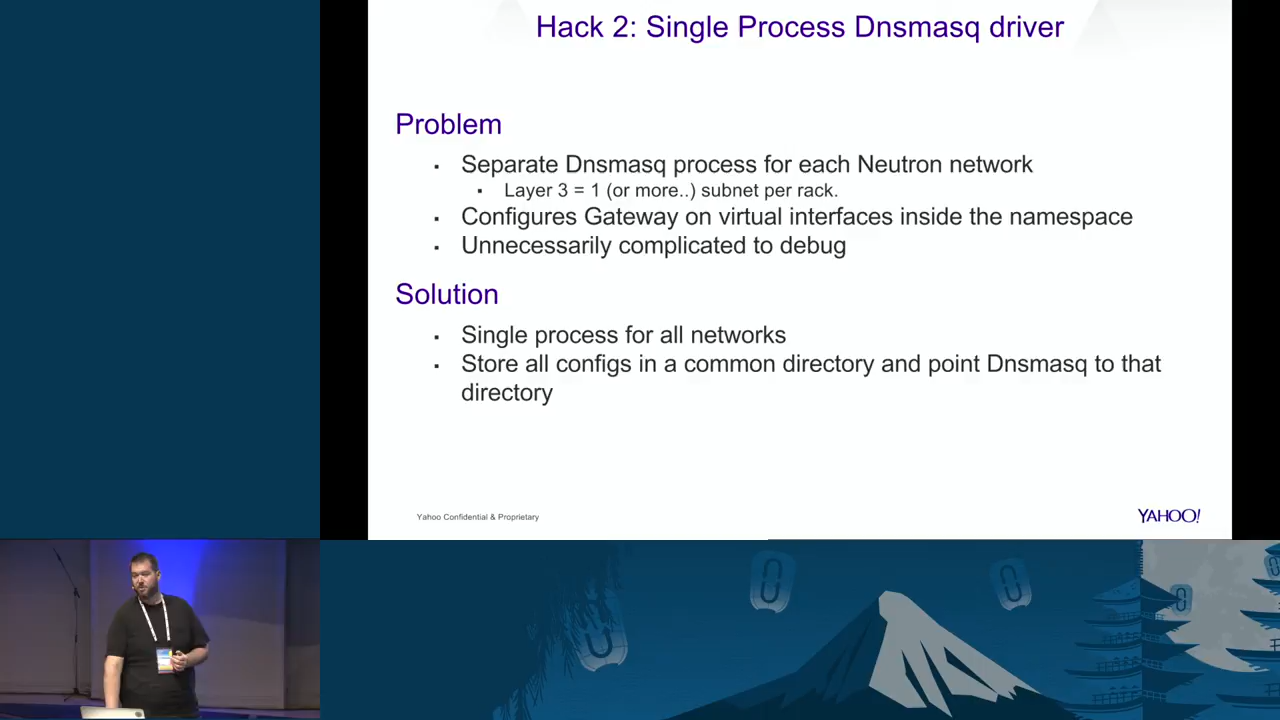 Hack 2: Single Process Dnsmasq driver
Problem
▪ Separate Dnsmasq process for each Neutron network
▪ Layer 3 = 1 (or more..) subnet per rack.
▪ Configures Gateway on virtual interfaces inside the namespace
▪ Unnecessarily complicated to debug
Solution
▪ Single process for all networks
▪ Store all configs in a common directory and point Dnsmasq to that
directory
Yahoo Confidential & Proprietary
YAHOO!